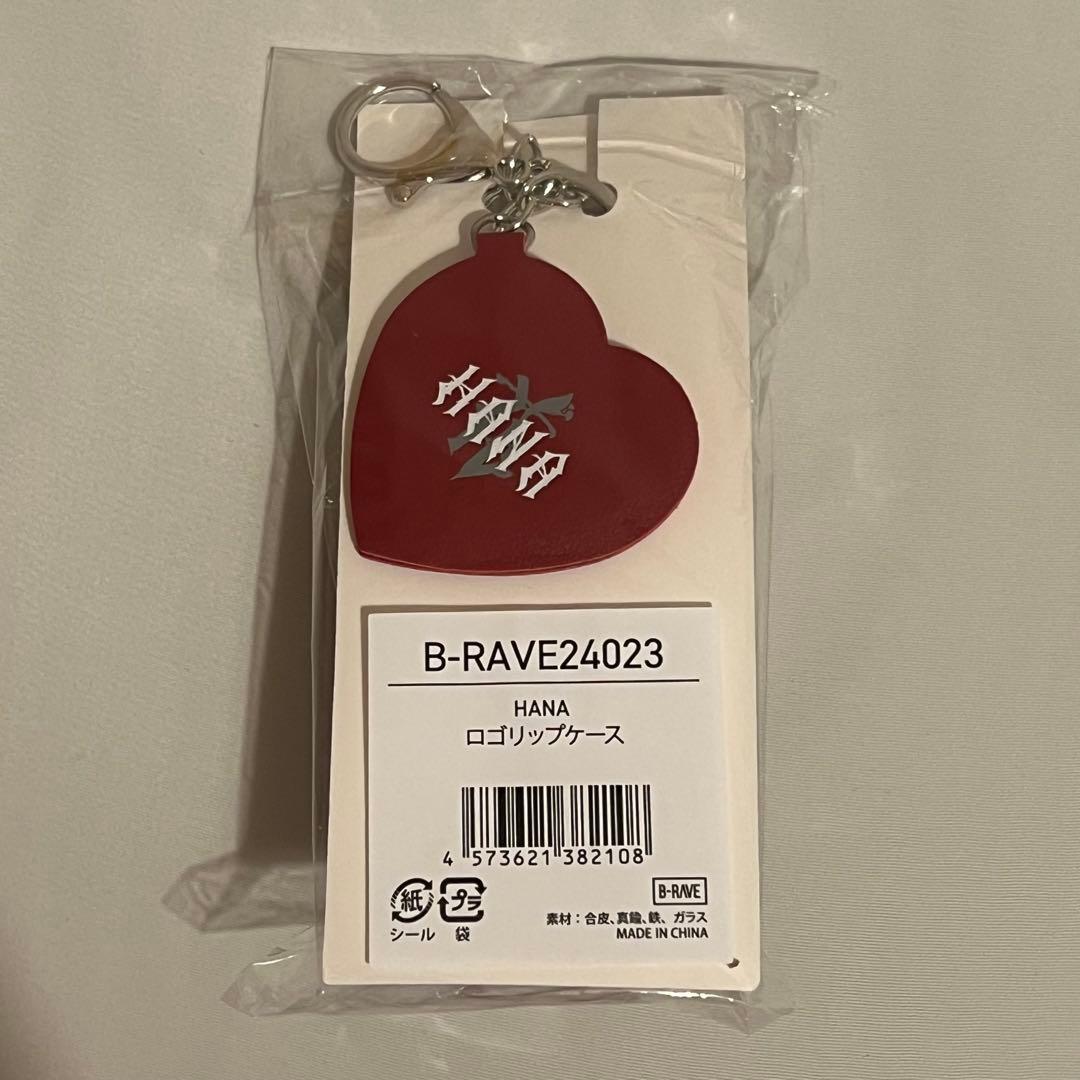 HANA
B-RAVE24023
HANA
ロゴリップケース
4 573621 382108
紙 プラ
シール 袋
B-RAVE
素材：合皮、真鍮、鉄、ガラス
MADE IN CHINA